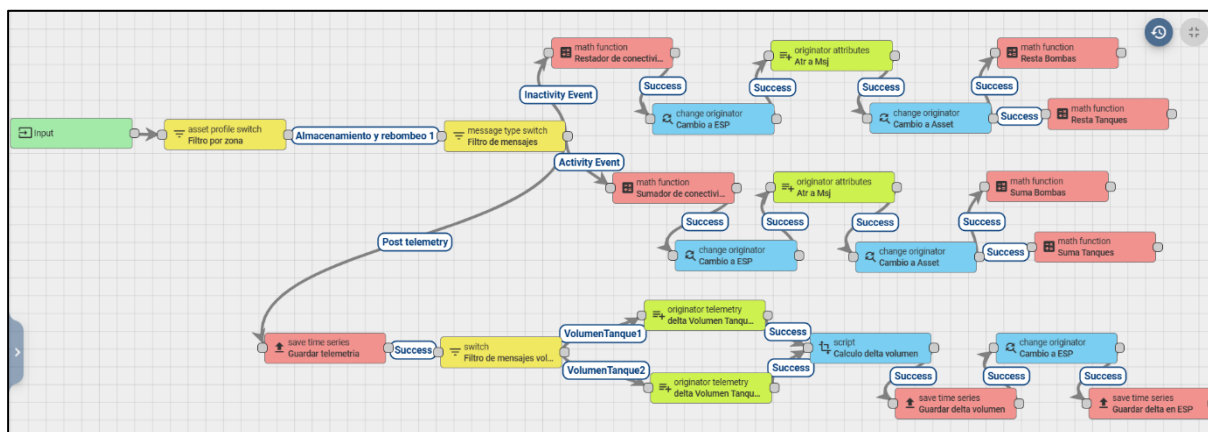 Input
asset profile switch
Filtro por zona
Almacenamiento y rebombeo 1
message type switch
Filtro de mensajes
Inactivity Event
math function
Restador de conectivi...
Success
change originator
Cambio a ESP
Success
originator attributes
Atr a Msj
Success
change originator
Cambio a Asset
Success
math function
Resta Bombas
Success
math function
Resta Tanques
Activity Event
math function
Sumador de conectivi...
Success
change originator
Cambio a ESP
Success
originator attributes
Atr a Msj
Success
change originator
Cambio a Asset
Success
math function
Suma Bombas
Success
math function
Suma Tanques
Post telemetry
save time series
Guardar telemetria
Success
switch
Filtro de mensajes vol...
VolumenTanque1
originator telemetry
delta Volumen Tanqu...
Success
VolumenTanque2
originator telemetry
delta Volumen Tanqu...
Success
script
Calculo delta volumen
Success
save time series
Guardar delta volumen
Success
change originator
Cambio a ESP
Success
save time series
Guardar delta en ESP